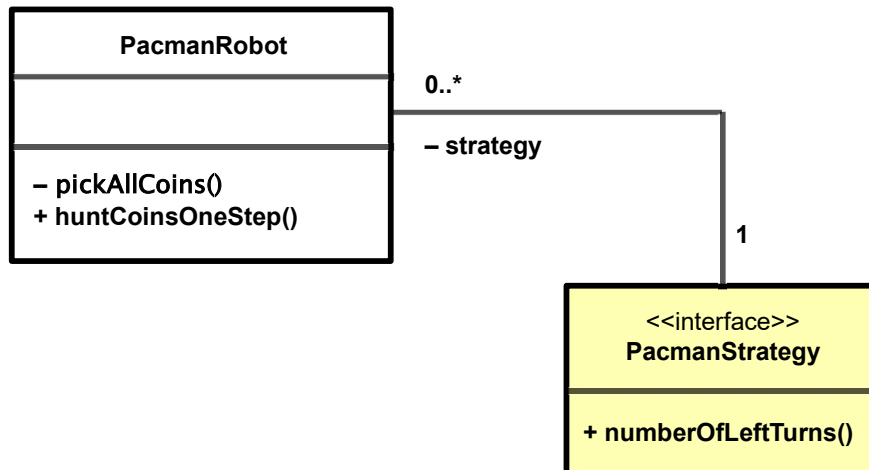 PacmanRobot
– pickAllCoins()
+ huntCoinsOneStep()
0..*
– strategy
1
<<interface>>
PacmanStrategy
+ numberOfLeftTurns()